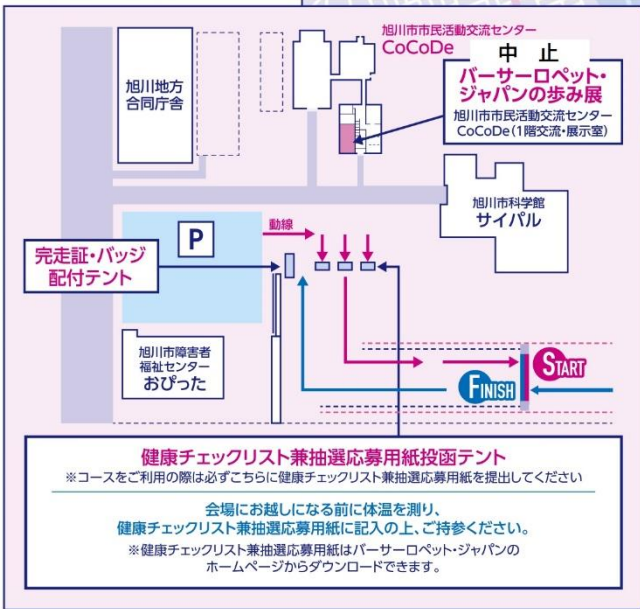 旭川市市民活動交流センター
CoCoDe
中 止
バーサーロペット・
ジャパンの歩み展
旭川市市民活動交流センター
CoCoDe(1階交流・展示室)
旭川地方
合同庁舎
旭川市科学館
サイパル
P
動線
完走証・バッジ
配付テント
旭川市障害者
福祉センター
おぴった
START
FINISH
健康チェックリスト兼抽選応募用紙投函テント
※コースをご利用の際は必ずこちらに健康チェックリスト兼抽選応募用紙を提出してください
会場にお越しになる前に体温を測り、
健康チェックリスト兼抽選応募用紙に記入の上、ご持参ください。
※健康チェックリスト兼抽選応募用紙はバーサーロペット・ジャパンの
ホームページからダウンロードできます。